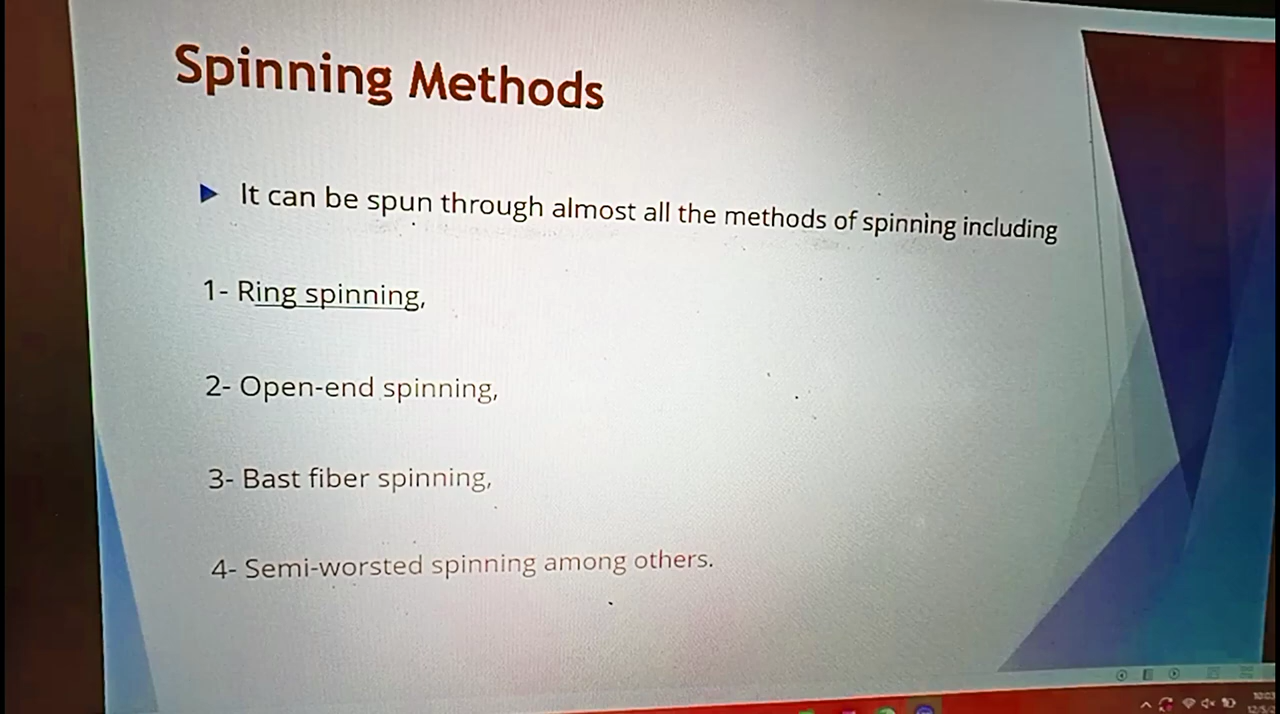 Spinning Methods
It can be spun through almost all the methods of spinning including
1- Ring spinning,
2- Open-end spinning,
3- Bast fiber spinning,
4- Semi-worsted spinning among others.